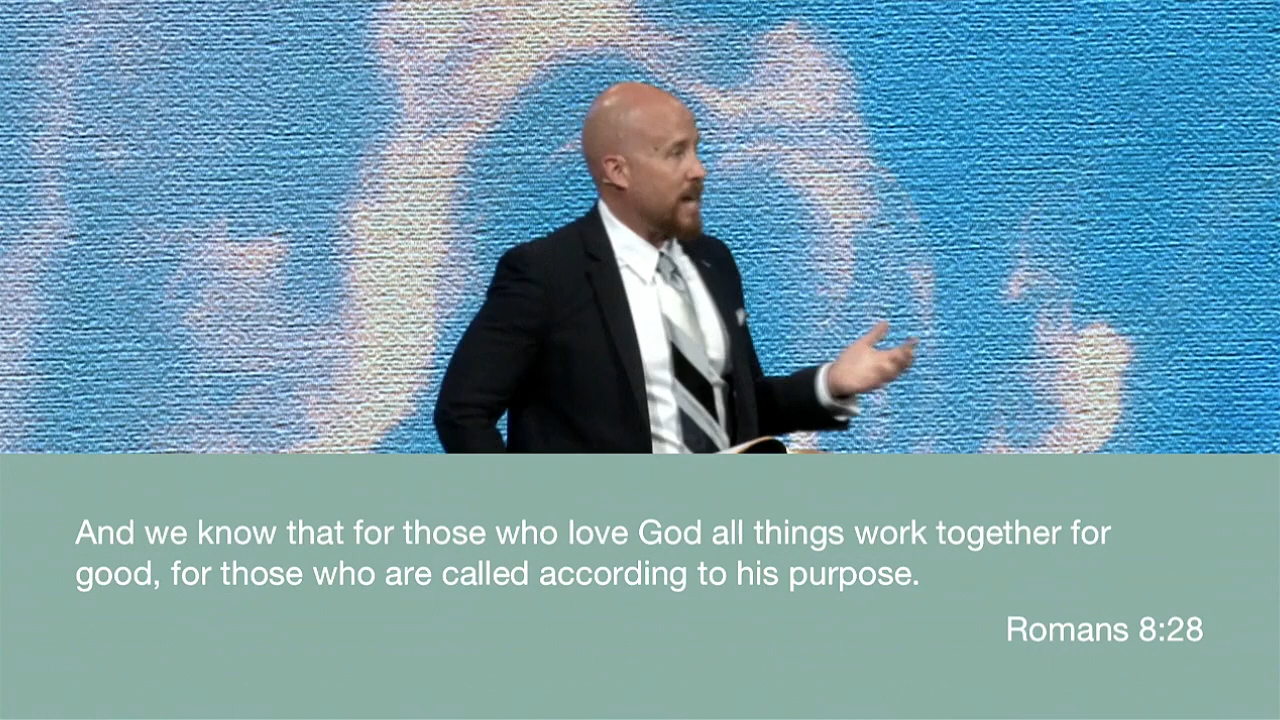 And we know that for those who love God all things work together for
good, for those who are called according to his purpose.
Romans 8:28